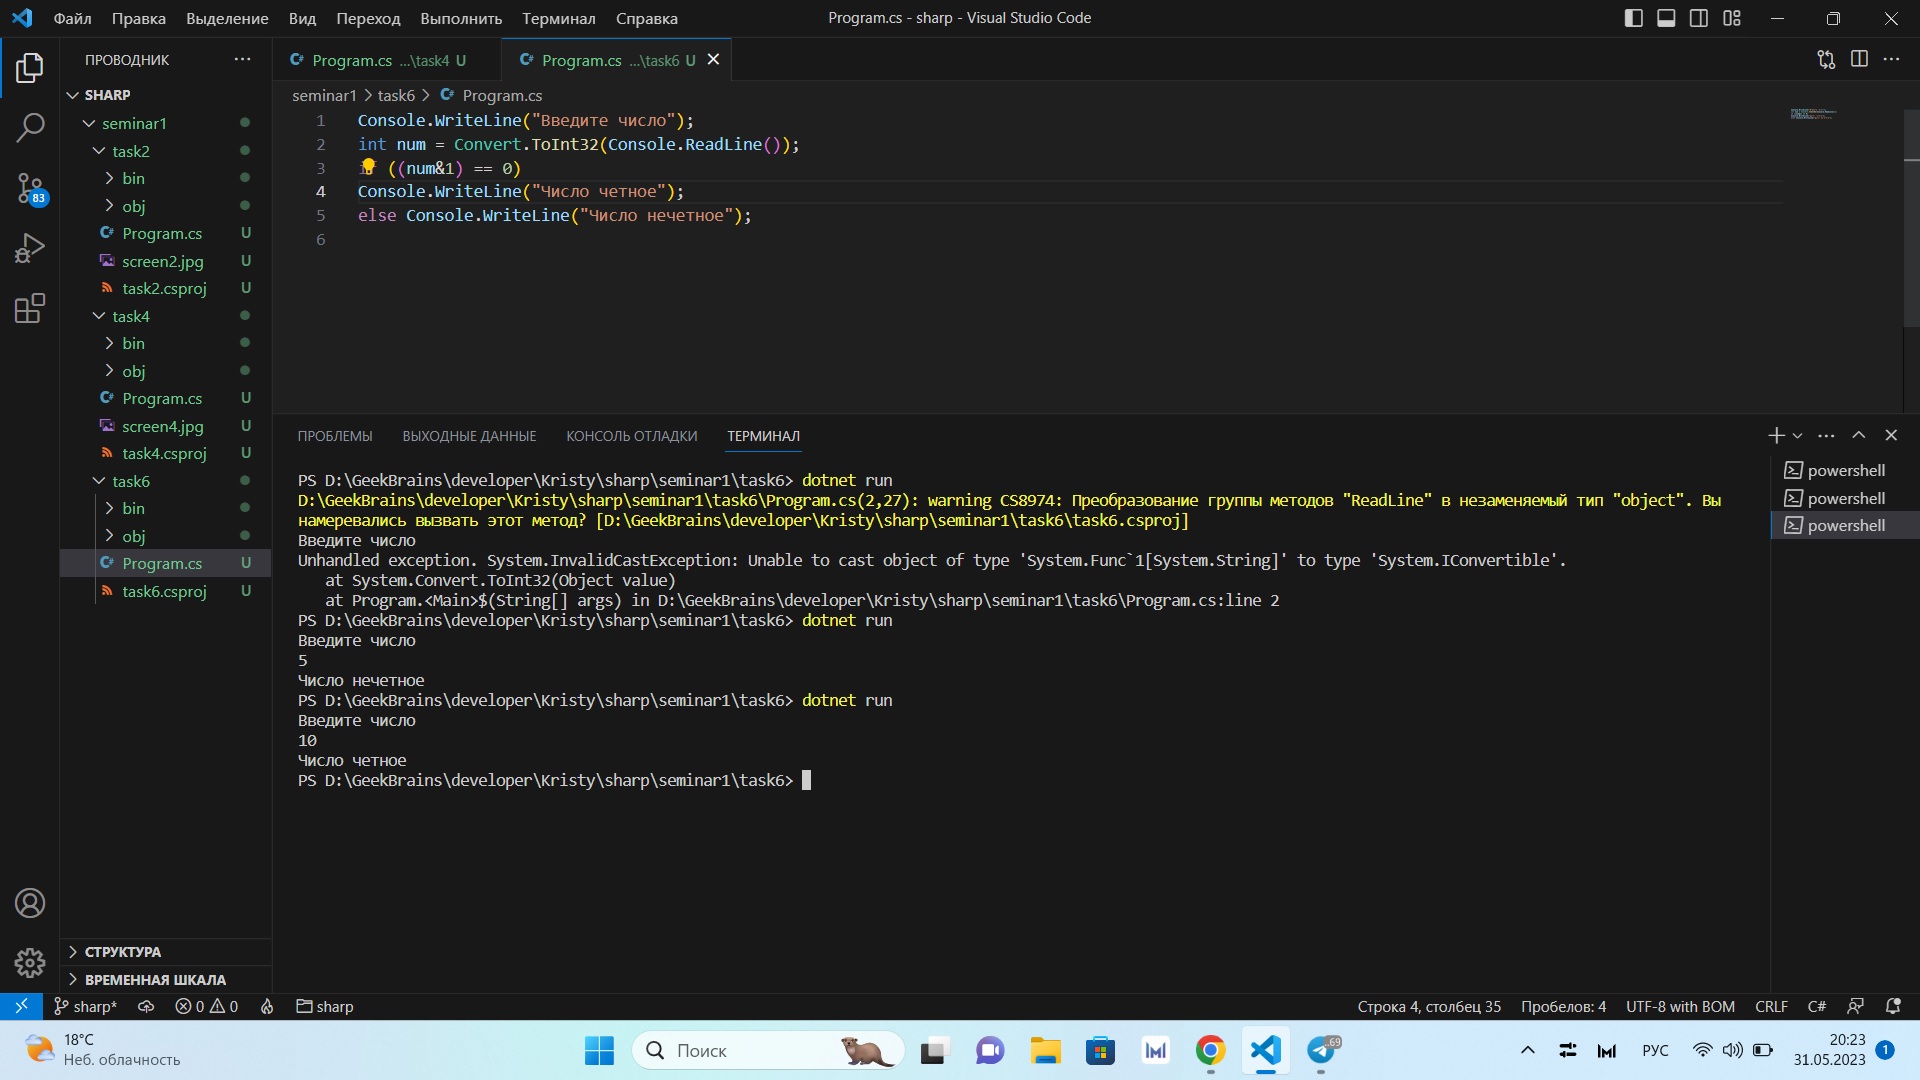 Файл Правка Выделение Вид Переход Выполнить Терминал Справка
Program.cs - sharp - Visual Studio Code
ПРОВОДНИК
SHARP
seminar1
task2
bin
obj
Program.cs U
screen2.jpg U
task2.csproj U
task4
bin
obj
Program.cs U
screen4.jpg U
task4.csproj U
task6
bin
obj
Program.cs U
task6.csproj U
83
СТРУКТУРА
ВРЕМЕННАЯ ШКАЛА
Program.cs ...\task4 U
Program.cs ...\task6 U
seminar1 > task6 > Program.cs
1 Console.WriteLine("Введите число");
2 int num = Convert.ToInt32(Console.ReadLine());
3 if ((num&1) == 0)
4 Console.WriteLine("Число четное");
5 else Console.WriteLine("Число нечетное");
6
ПРОБЛЕМЫ ВЫХОДНЫЕ ДАННЫЕ КОНСОЛЬ ОТЛАДКИ ТЕРМИНАЛ
PS D:\GeekBrains\developer\Kristy\sharp\seminar1\task6> dotnet run
D:\GeekBrains\developer\Kristy\sharp\seminar1\task6\Program.cs(2,27): warning CS8974: Преобразование группы методов "ReadLine" в незаменяемый тип "object". Вы
намеревались вызвать этот метод? [D:\GeekBrains\developer\Kristy\sharp\seminar1\task6\task6.csproj]
Введите число
Unhandled exception. System.InvalidCastException: Unable to cast object of type 'System.Func`1[System.String]' to type 'System.IConvertible'.
at System.Convert.ToInt32(Object value)
at Program.<Main>$(String[] args) in D:\GeekBrains\developer\Kristy\sharp\seminar1\task6\Program.cs:line 2
PS D:\GeekBrains\developer\Kristy\sharp\seminar1\task6> dotnet run
Введите число
5
Число нечетное
PS D:\GeekBrains\developer\Kristy\sharp\seminar1\task6> dotnet run
Введите число
10
Число четное
PS D:\GeekBrains\developer\Kristy\sharp\seminar1\task6>
powershell
powershell
powershell
sharp* 0 0 sharp
Строка 4, столбец 35 Пробелов: 4 UTF-8 with BOM CRLF C#
18°C
Неб. облачность
Поиск
69
РУС
20:23
31.05.2023
1